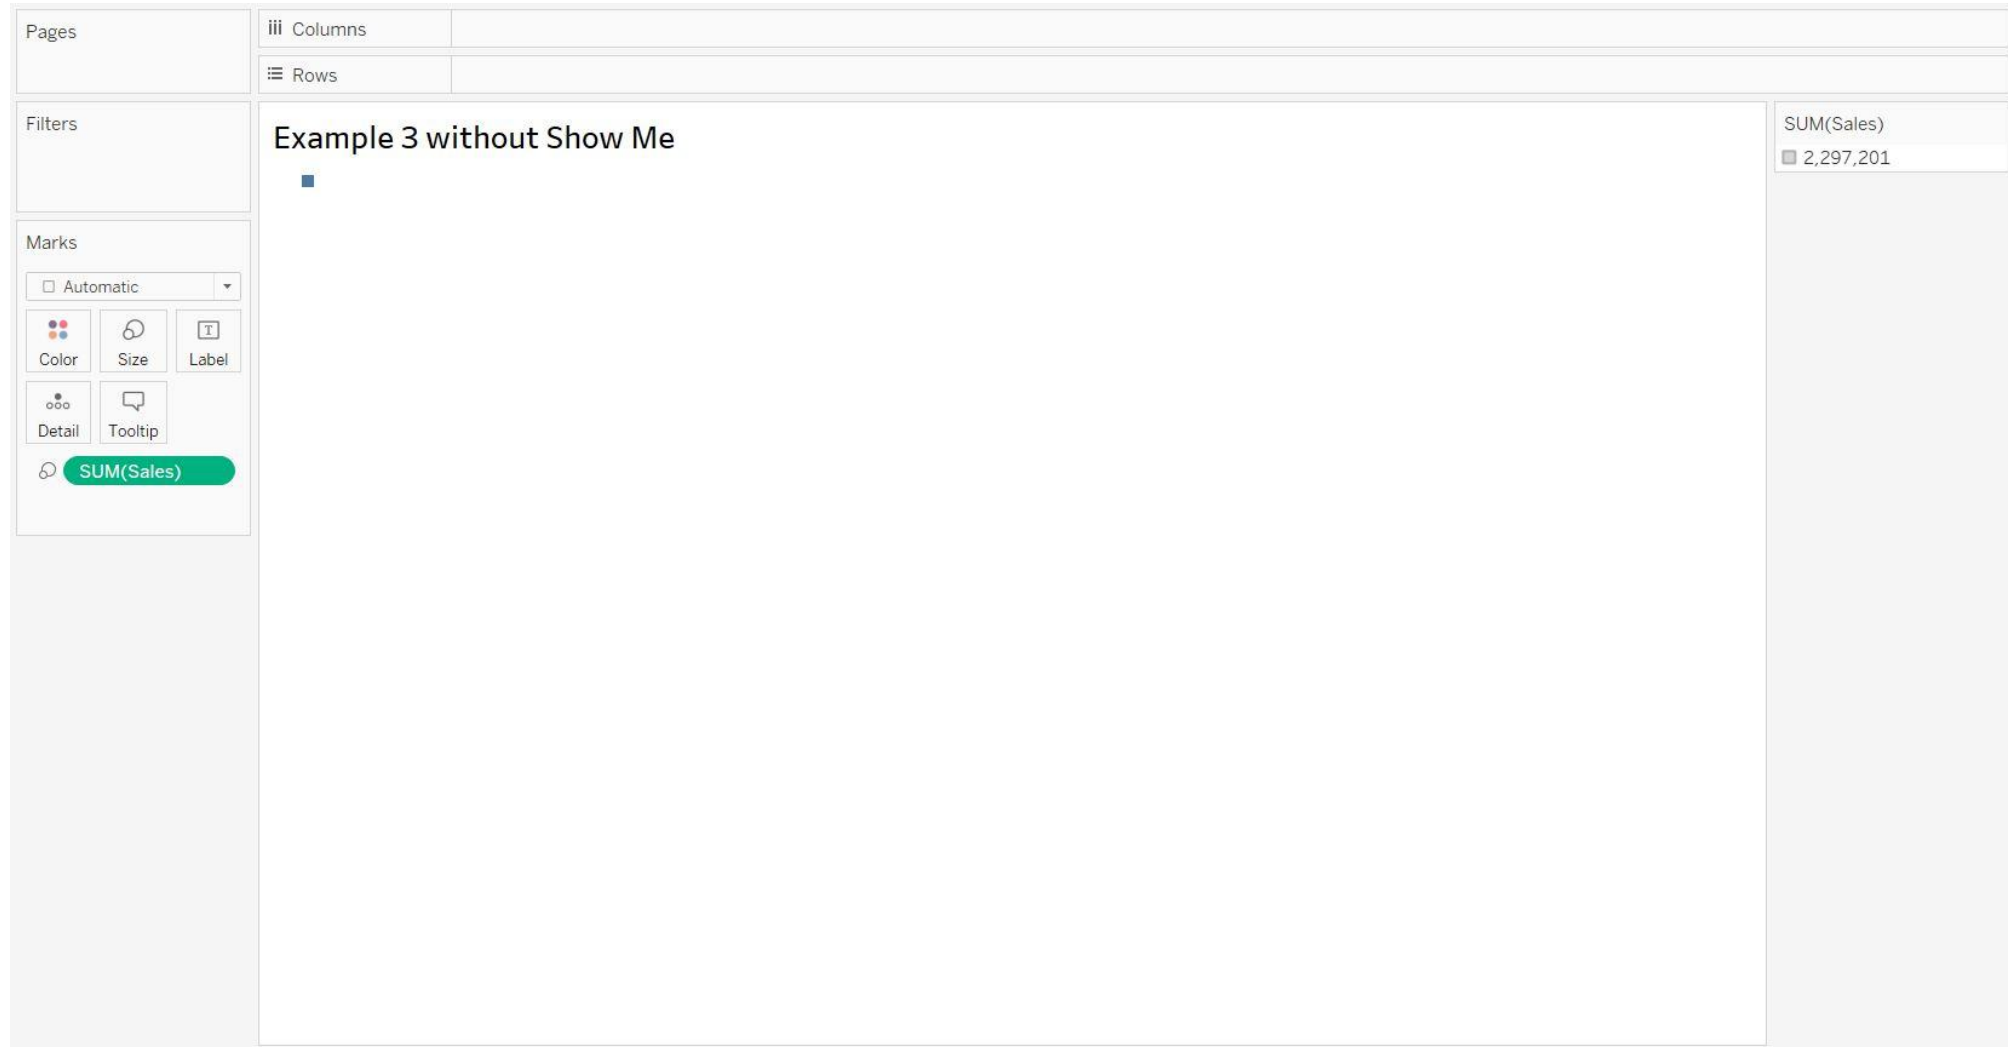 Pages
Columns
Rows
Filters
Example 3 without Show Me
SUM(Sales)
2,297,201
Marks
Automatic
Color Size Label
Detail Tooltip
SUM(Sales)